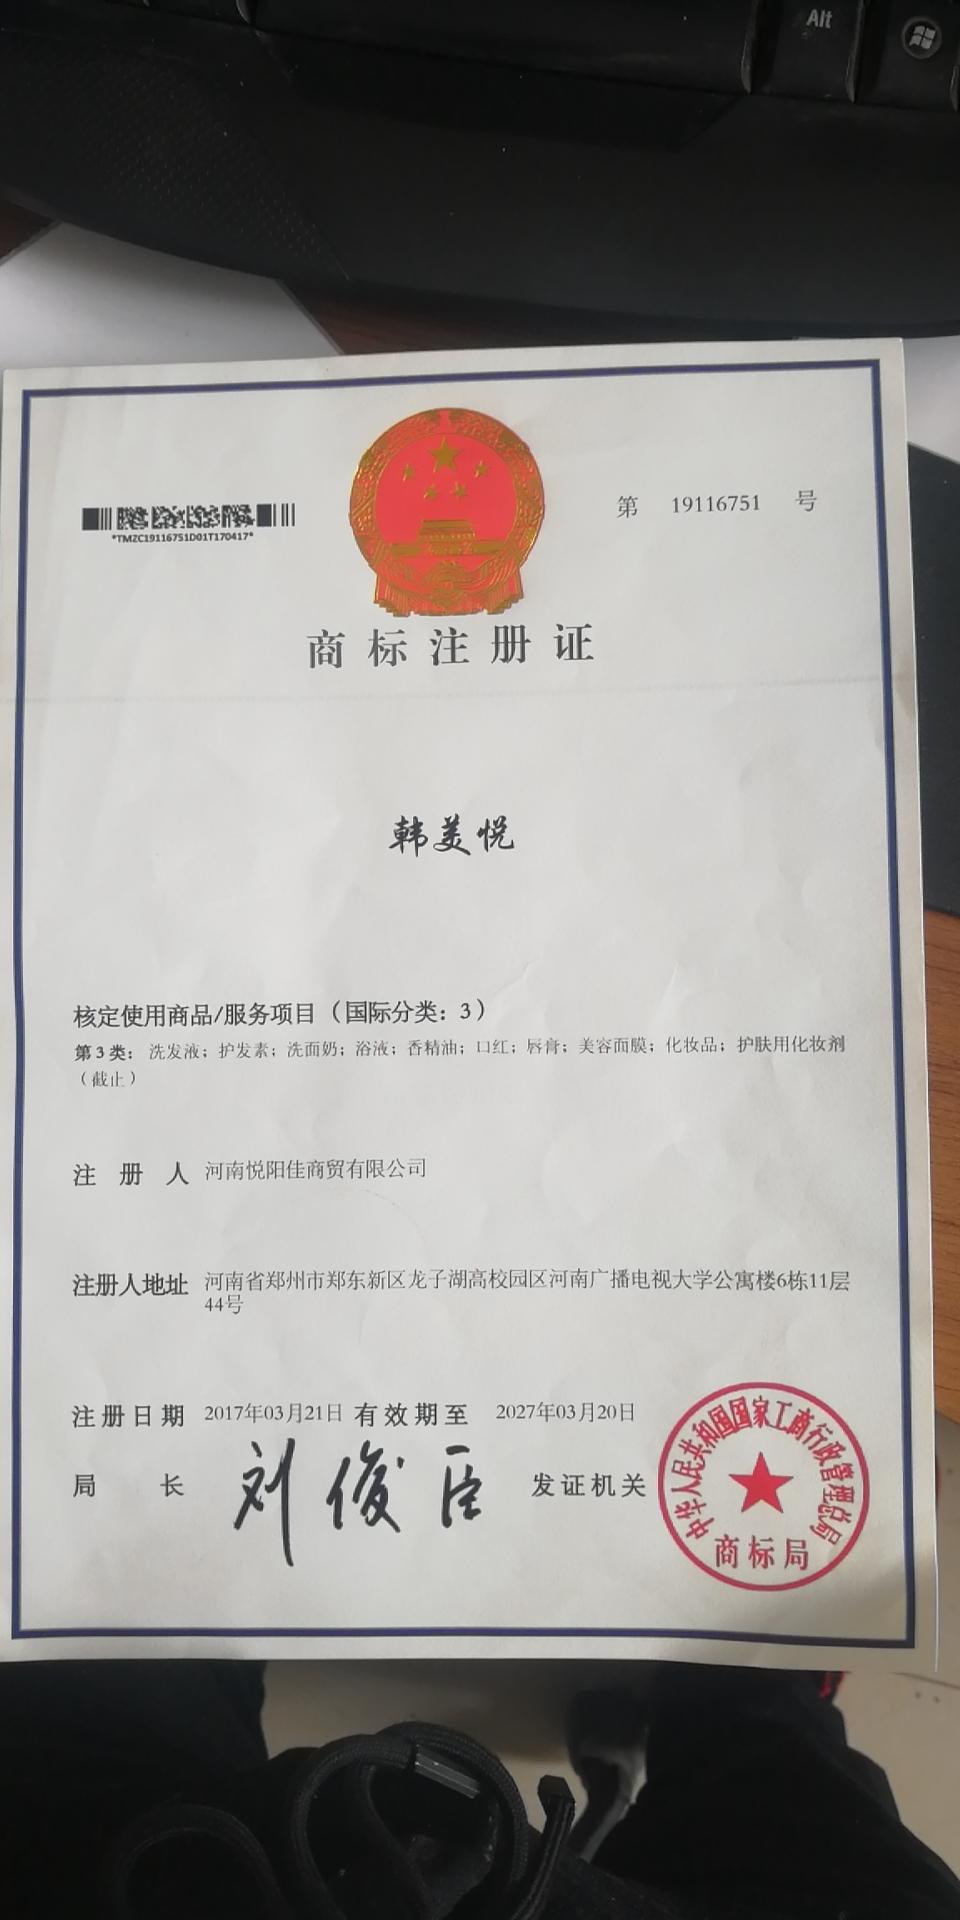 Alt
第 19116751 号
*TMZC19116751D01T170417*
商标注册证
韩美悦
核定使用商品/服务项目（国际分类：3）
第3类：洗发液；护发素；洗面奶；浴液；香精油；口红；唇膏；美容面膜；化妆品；护肤用化妆剂
（截止）
注册人 河南悦阳佳商贸有限公司
注册人地址 河南省郑州市郑东新区龙子湖高校园区河南广播电视大学公寓楼6栋11层
44号
注册日期 2017年03月21日 有效期至 2027年03月20日
局长 刘俊臣 发证机关
中华人民共和国国家工商行政管理总局
商标局